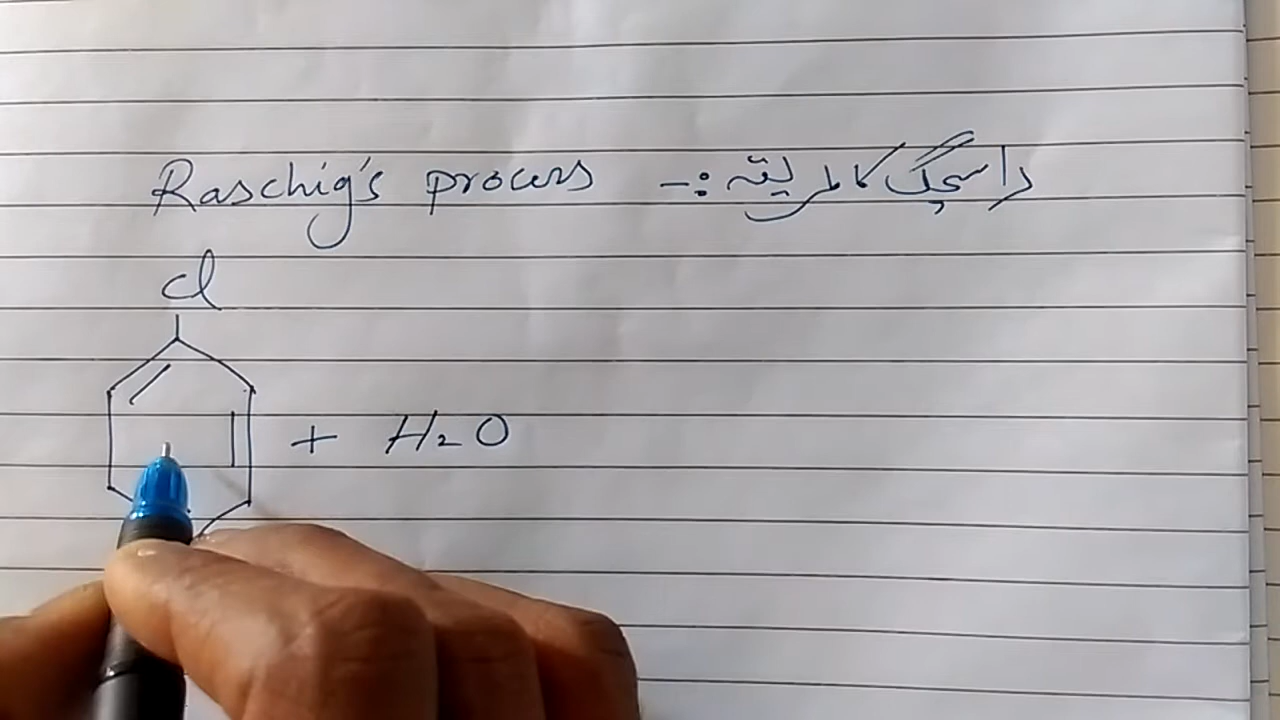 Raschig's process راسچگ کا طریقہ :-
Cl
+ H₂O